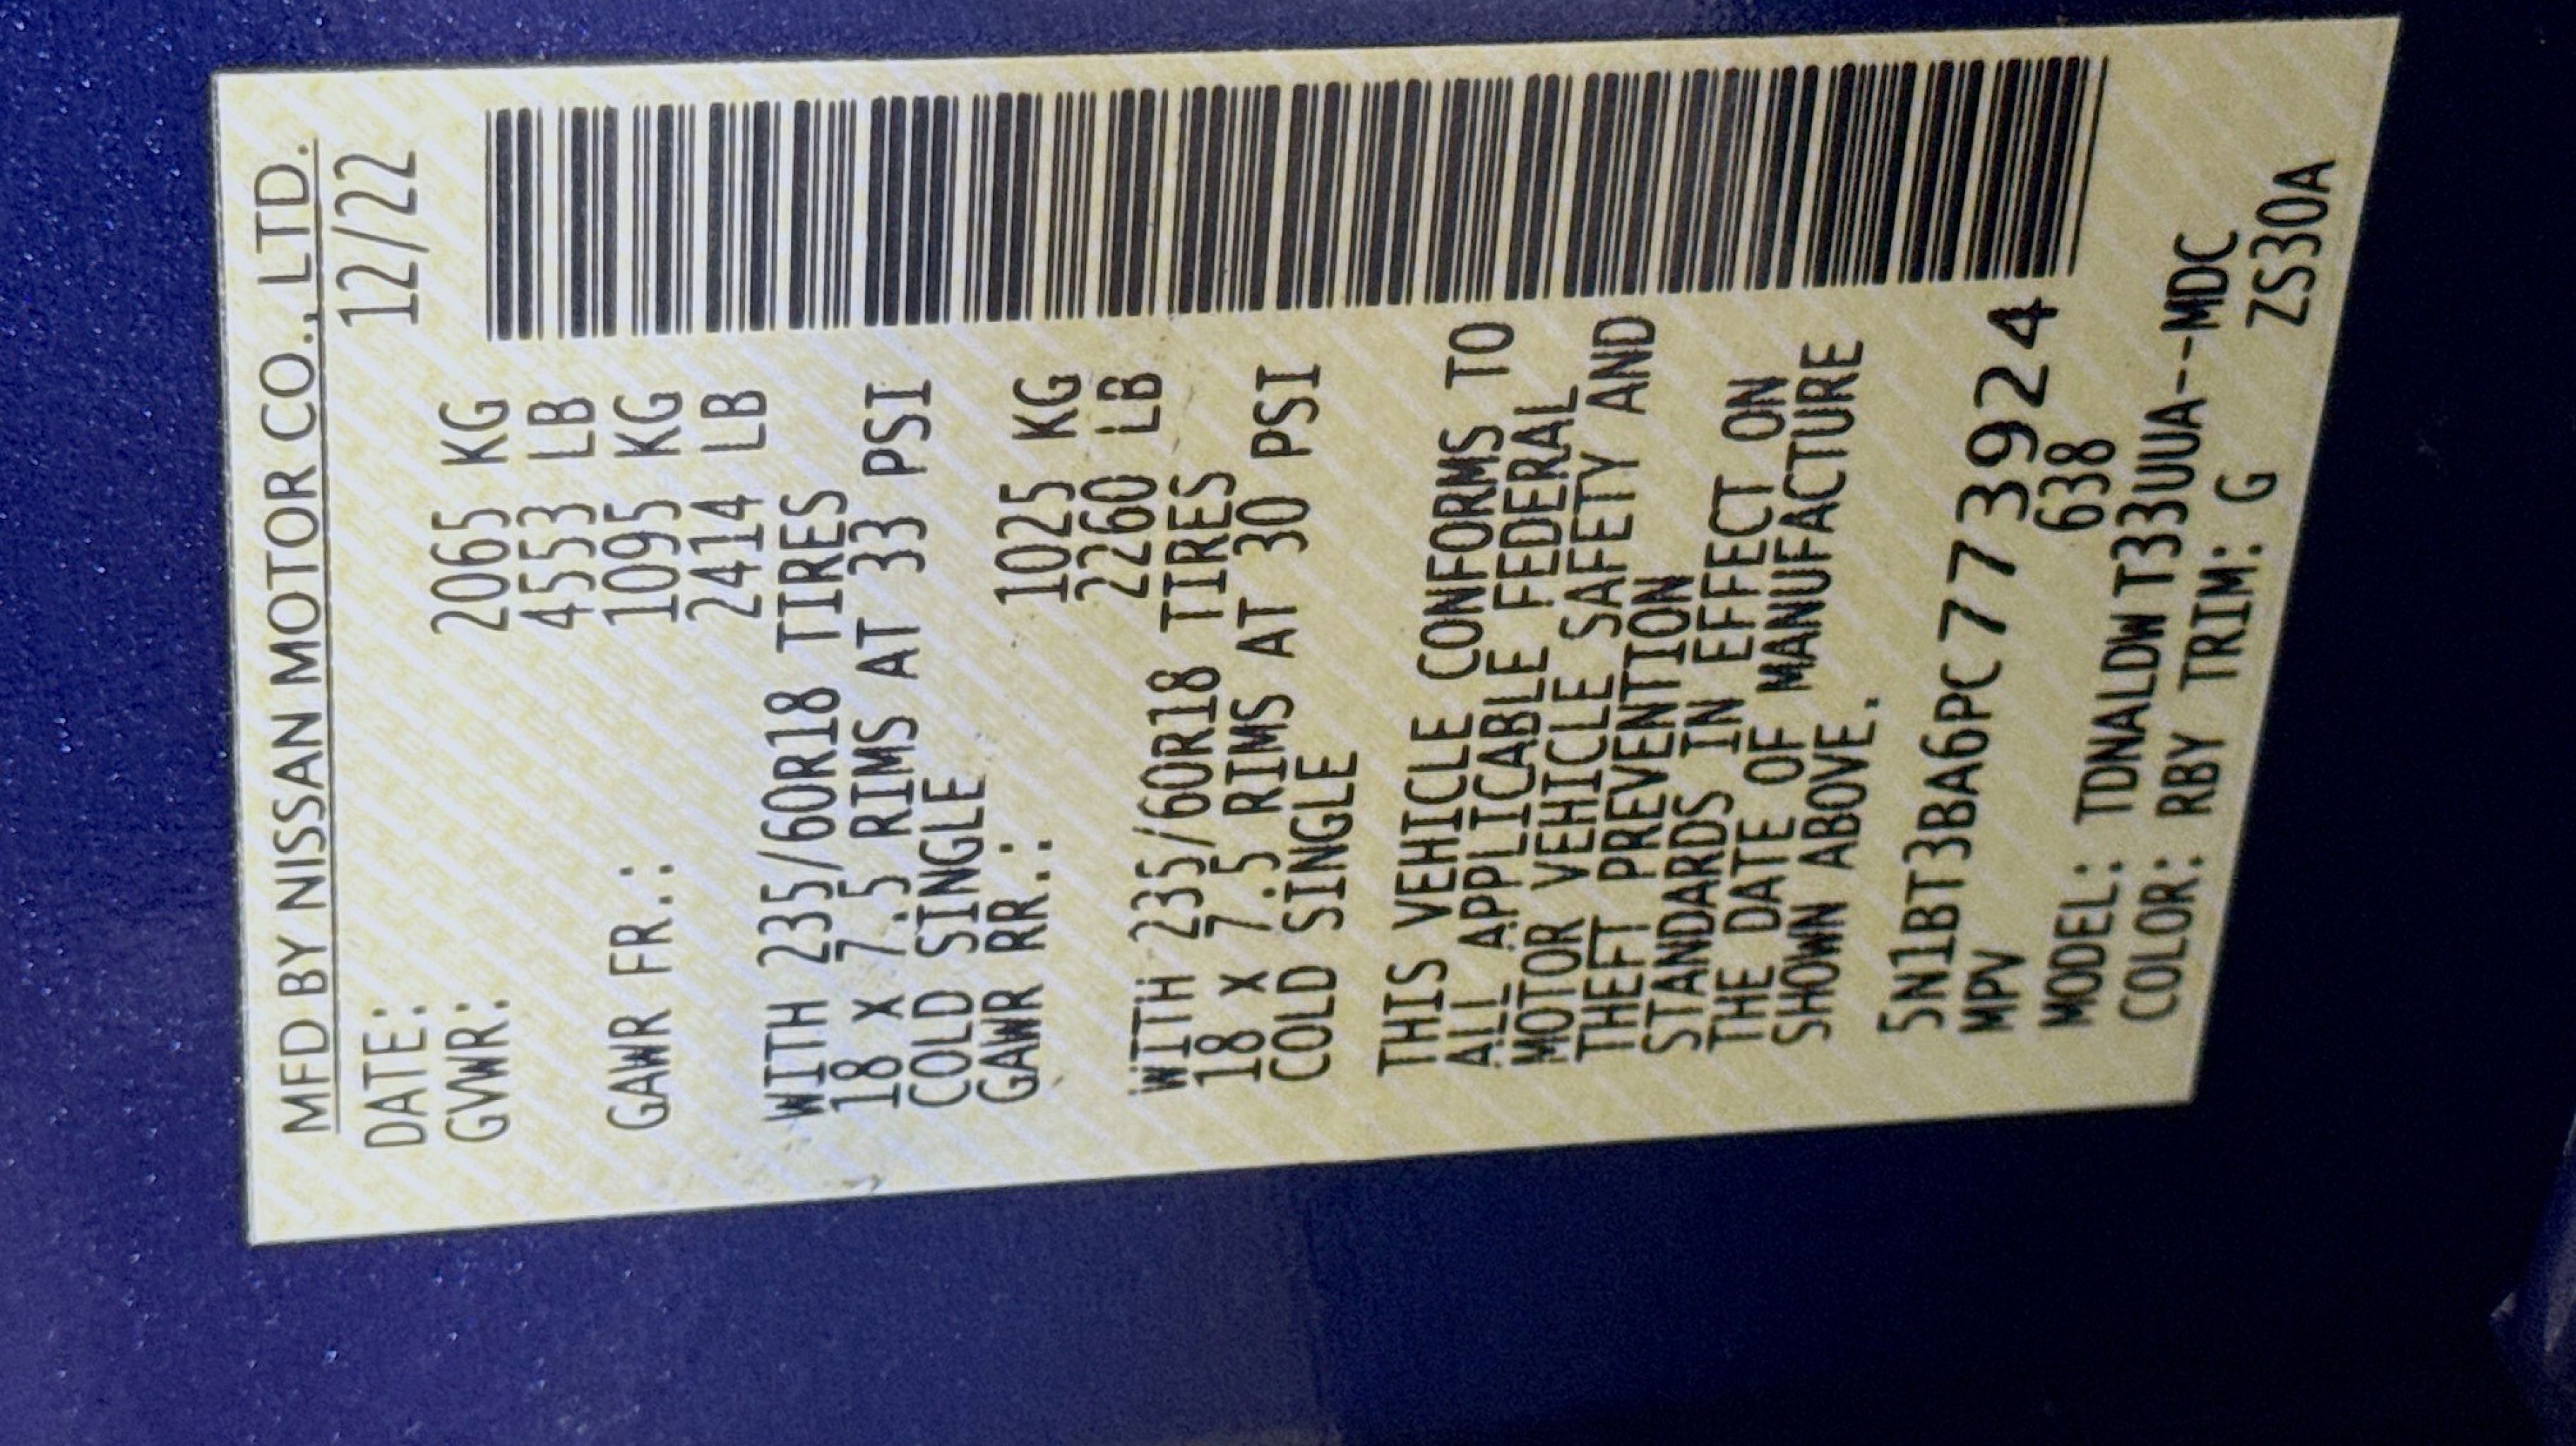 MFD BY NISSAN MOTOR CO., LTD.
DATE: 12/22
GVWR: 2065 KG
4553 LB
GAWR FR.: 1095 KG
2414 LB
WITH 235/60R18 TIRES
18 x 7.5 RIMS AT 33 PSI
COLD SINGLE
GAWR RR.: 1025 KG
2260 LB
WITH 235/60R18 TIRES
18 x 7.5 RIMS AT 30 PSI
COLD SINGLE
THIS VEHICLE CONFORMS TO
ALL APPLICABLE FEDERAL
MOTOR VEHICLE SAFETY AND
THEFT PREVENTION
STANDARDS IN EFFECT ON
THE DATE OF MANUFACTURE
SHOWN ABOVE.
5N1BT3BA6PC773924
MPV 638
MODEL: TDNALDWT33UUA--MDC
COLOR: RBY TRIM: G ZS30A